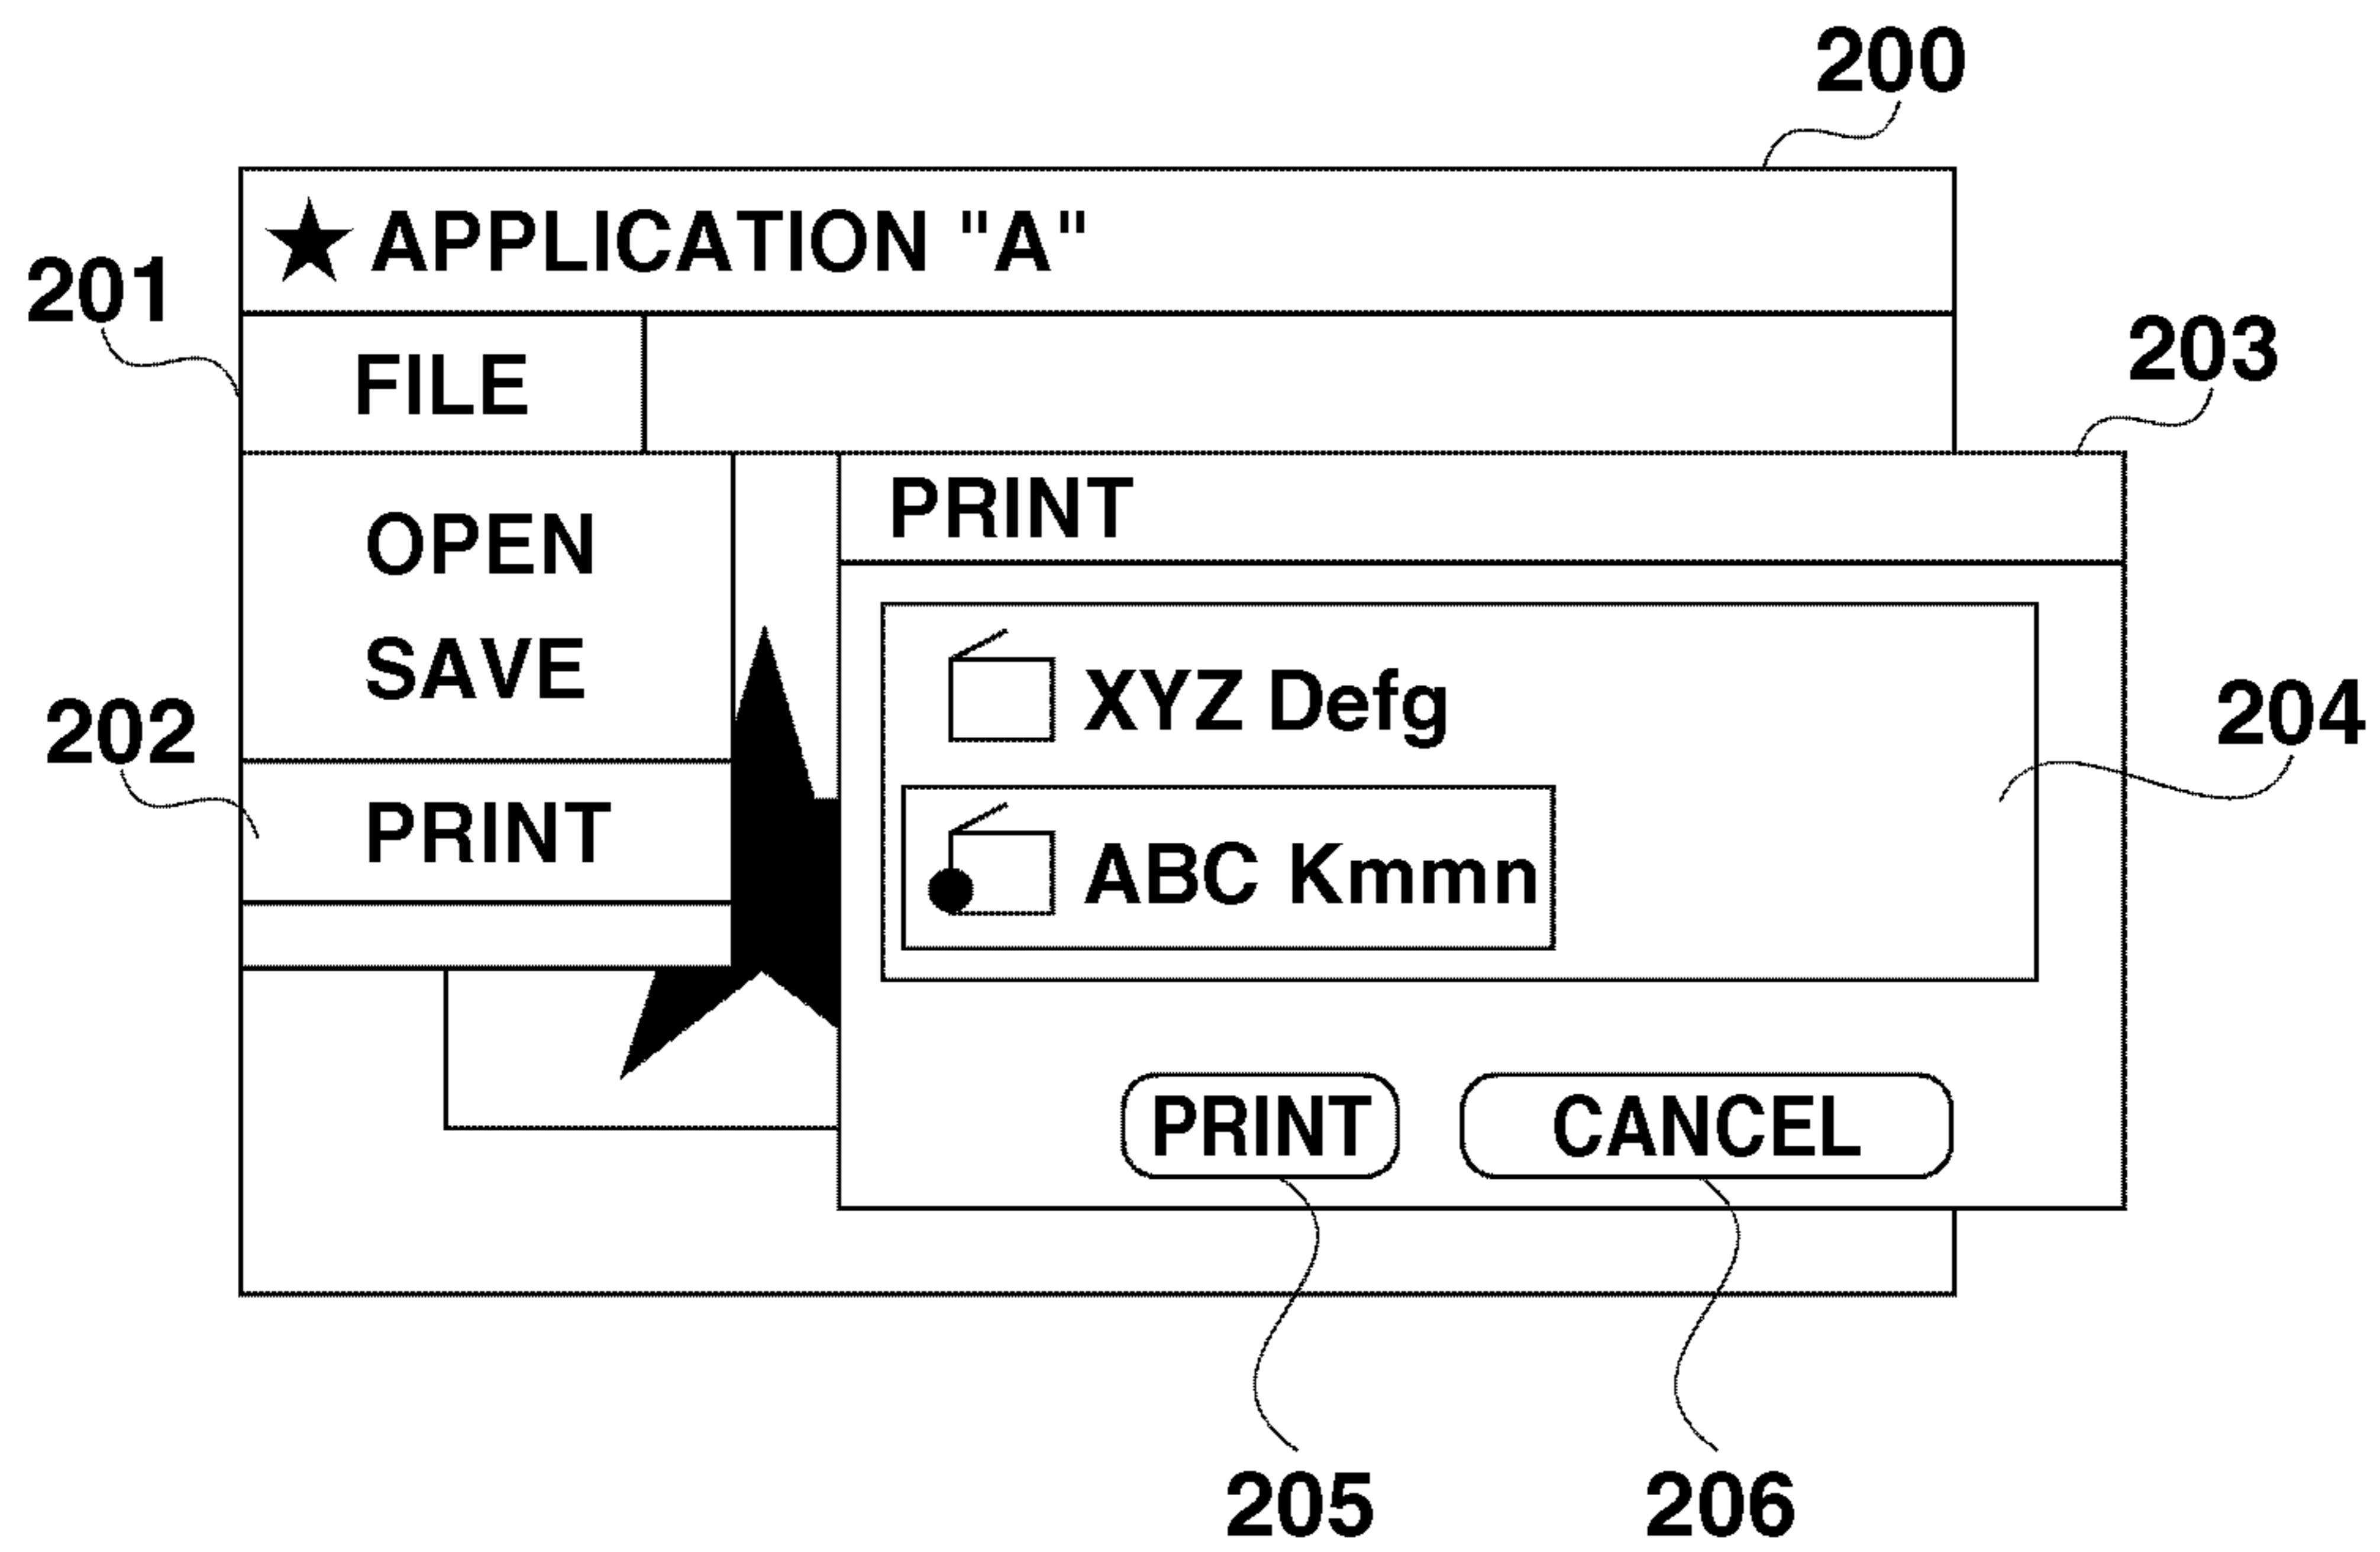 200
APPLICATION "A"
201
FILE
203
PRINT
OPEN
SAVE
XYZ Defg
204
202
PRINT
ABC Kmmn
PRINT
CANCEL
205
206